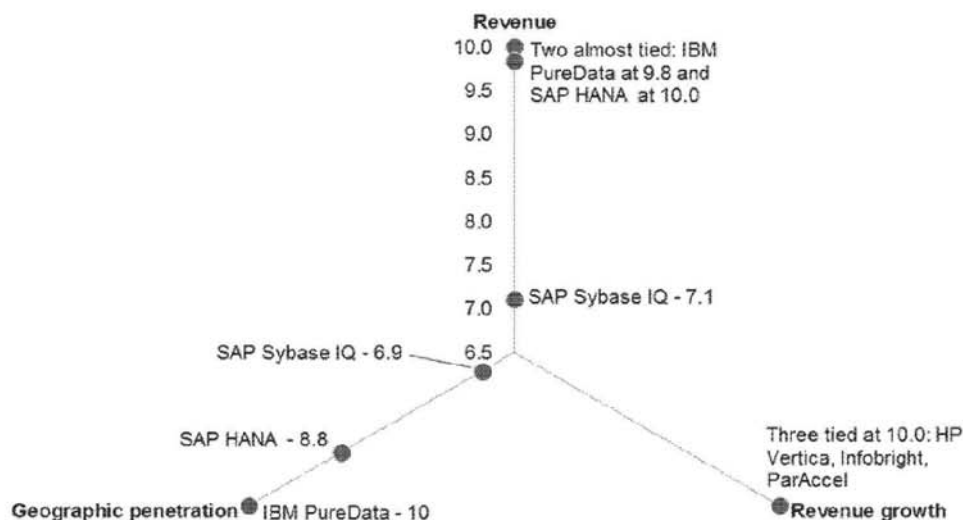 Revenue
10.0
Two almost tied: IBM
PureData at 9.8 and
SAP HANA at 10.0
9.5
9.0
8.5
8.0
7.5
7.0
SAP Sybase IQ - 7.1
6.5
SAP Sybase IQ - 6.9
SAP HANA - 8.8
Three tied at 10.0: HP
Vertica, Infobright,
ParAccel
Geographic penetration
IBM PureData - 10
Revenue growth